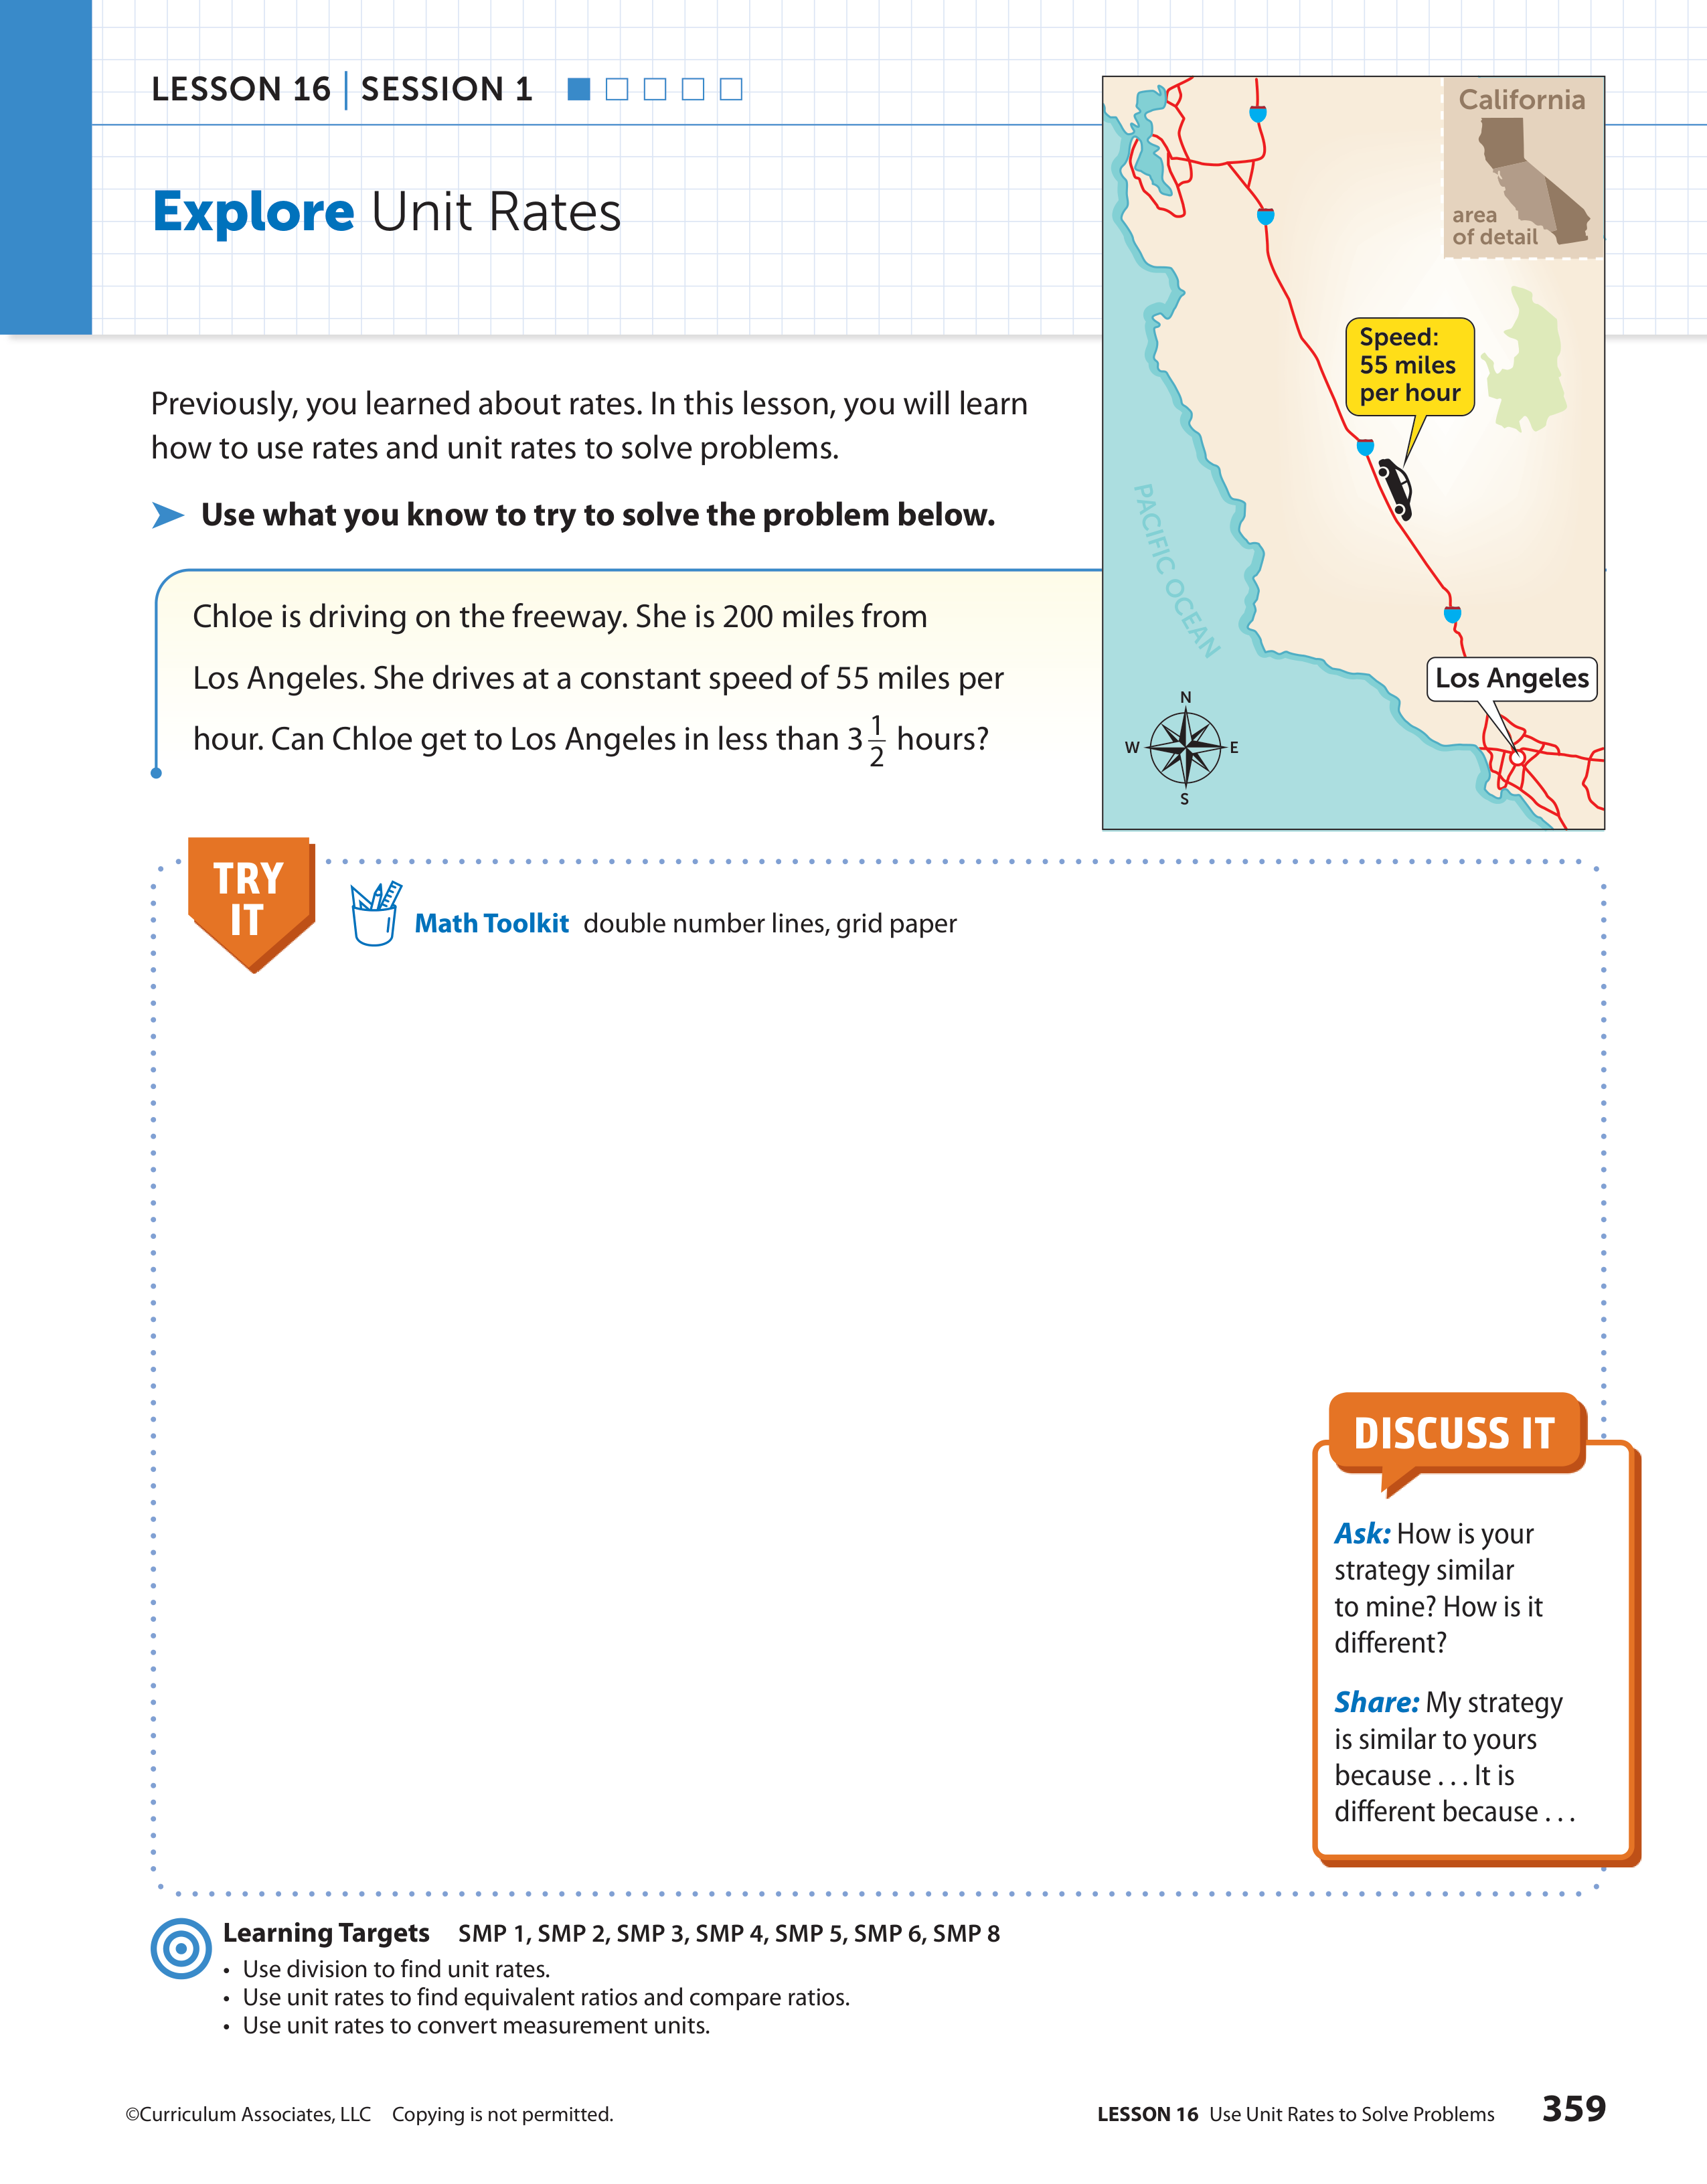 LESSON 16 | SESSION 1
Explore Unit Rates
Previously, you learned about rates. In this lesson, you will learn
how to use rates and unit rates to solve problems.
Use what you know to try to solve the problem below.
Chloe is driving on the freeway. She is 200 miles from
Los Angeles. She drives at a constant speed of 55 miles per
hour. Can Chloe get to Los Angeles in less than 3 1/2 hours?
California
area
of detail
Speed:
55 miles
per hour
PACIFIC OCEAN
Los Angeles
N
W
E
S
TRY
IT
Math Toolkit double number lines, grid paper
DISCUSS IT
Ask: How is your
strategy similar
to mine? How is it
different?
Share: My strategy
is similar to yours
because . . . It is
different because . . .
Learning Targets SMP 1, SMP 2, SMP 3, SMP 4, SMP 5, SMP 6, SMP 8
• Use division to find unit rates.
• Use unit rates to find equivalent ratios and compare ratios.
• Use unit rates to convert measurement units.
©Curriculum Associates, LLC Copying is not permitted.
LESSON 16 Use Unit Rates to Solve Problems 359